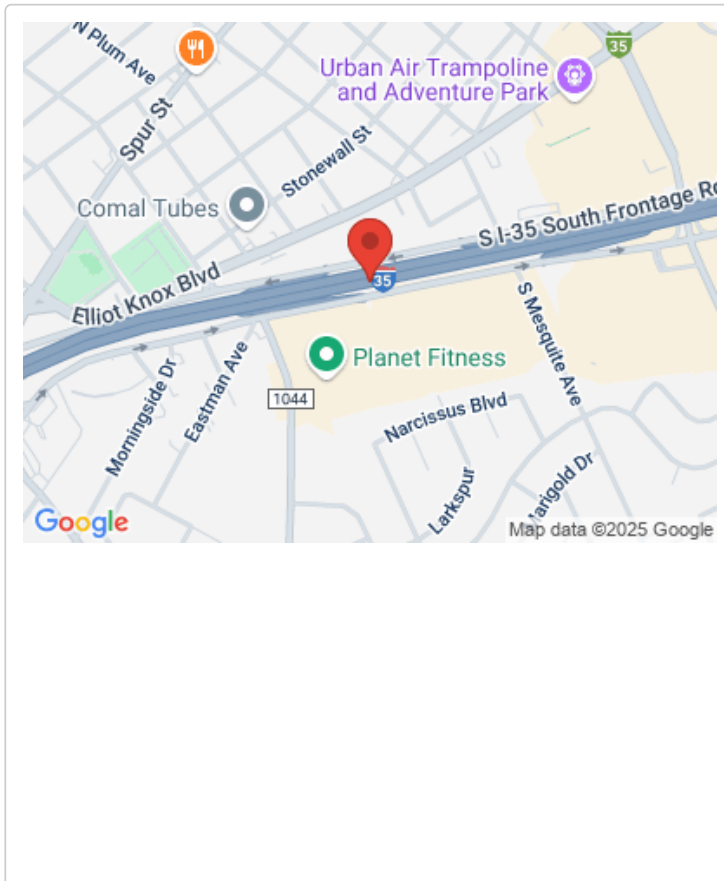 N Plum Ave
Spur St
35
Urban Air Trampoline
and Adventure Park
Stonewall St
Comal Tubes
S I-35 South Frontage Ro
35
Elliot Knox Blvd
S Mesquite Ave
Planet Fitness
Morningside Dr
Eastman Ave
1044
Narcissus Blvd
Larkspur
Marigold Dr
Google
Map data ©2025 Google